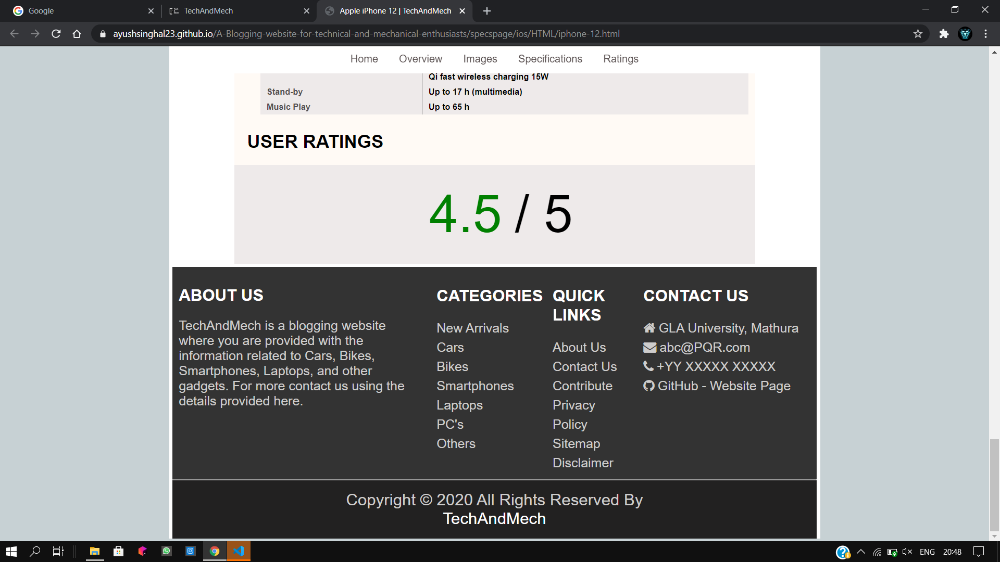 Google
TechAndMech
Apple iPhone 12 | TechAndMech
ayushsinghal23.github.io/A-Blogging-website-for-technical-and-mechanical-enthusiasts/specspage/ios/HTML/iphone-12.html
Home Overview Images Specifications Ratings
Qi fast wireless charging 15W
Stand-by Up to 17 h (multimedia)
Music Play Up to 65 h
USER RATINGS
4.5 / 5
ABOUT US
TechAndMech is a blogging website
where you are provided with the
information related to Cars, Bikes,
Smartphones, Laptops, and other
gadgets. For more contact us using the
details provided here.
CATEGORIES
New Arrivals
Cars
Bikes
Smartphones
Laptops
PC's
Others
QUICK
LINKS
About Us
Contact Us
Contribute
Privacy
Policy
Sitemap
Disclaimer
CONTACT US
GLA University, Mathura
abc@PQR.com
+YY XXXXX XXXXX
GitHub - Website Page
Copyright © 2020 All Rights Reserved By
TechAndMech
ENG 20:48